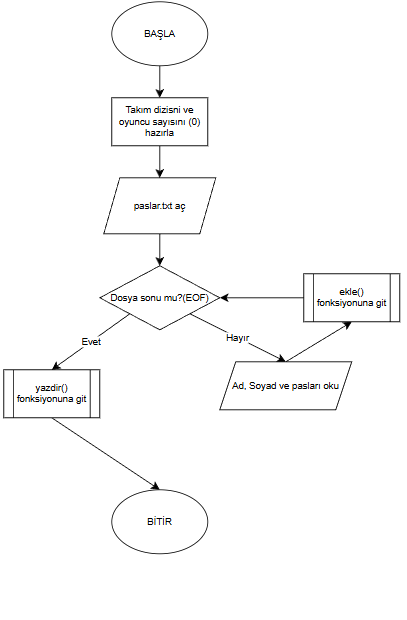 BAŞLA
Takım dizisni ve
oyuncu sayısını (0)
hazırla
paslar.txt aç
Dosya sonu mu?(EOF)
ekle()
fonksiyonuna git
Evet
Hayır
yazdir()
fonksiyonuna git
Ad, Soyad ve pasları oku
BİTİR